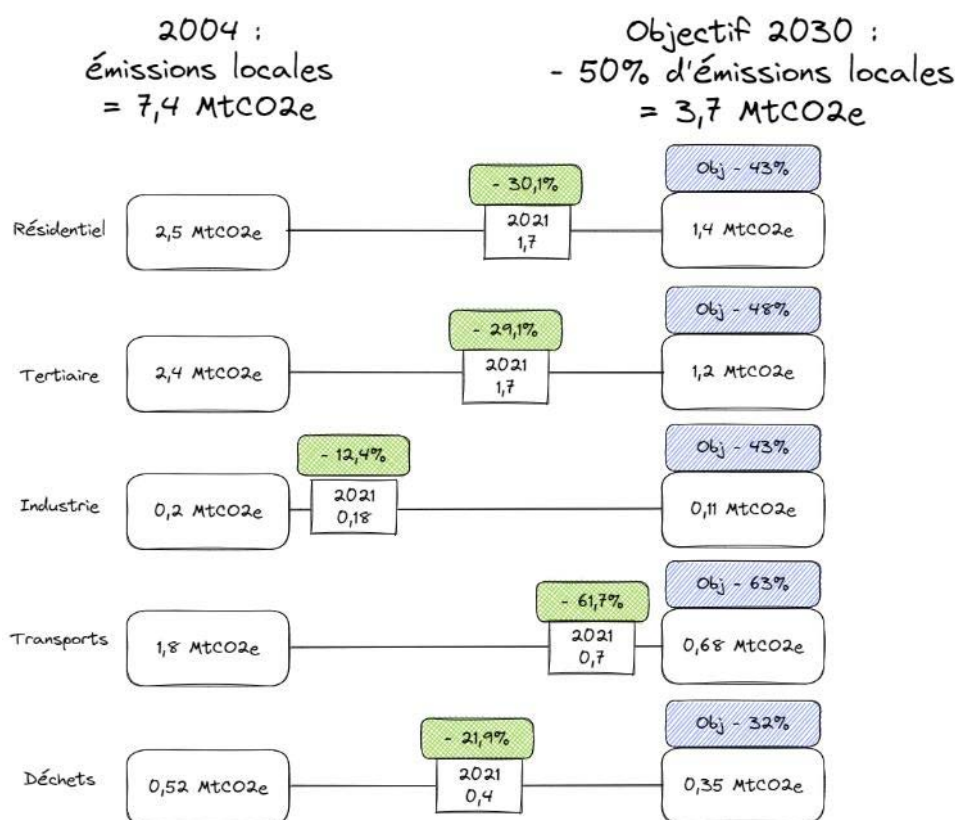 2004 :
émissions locales
= 7,4 MtCO2e
Objectif 2030 :
- 50% d'émissions locales
= 3,7 MtCO2e
Résidentiel
2,5 MtCO2e
- 30,1%
2021
1,7
Obj - 43%
1,4 MtCO2e
Tertiaire
2,4 MtCO2e
- 29,1%
2021
1,7
Obj - 48%
1,2 MtCO2e
Industrie
0,2 MtCO2e
- 12,4%
2021
0,18
Obj - 43%
0,11 MtCO2e
Transports
1,8 MtCO2e
- 61,7%
2021
0,7
Obj - 63%
0,68 MtCO2e
Déchets
0,52 MtCO2e
- 21,9%
2021
0,4
Obj - 32%
0,35 MtCO2e